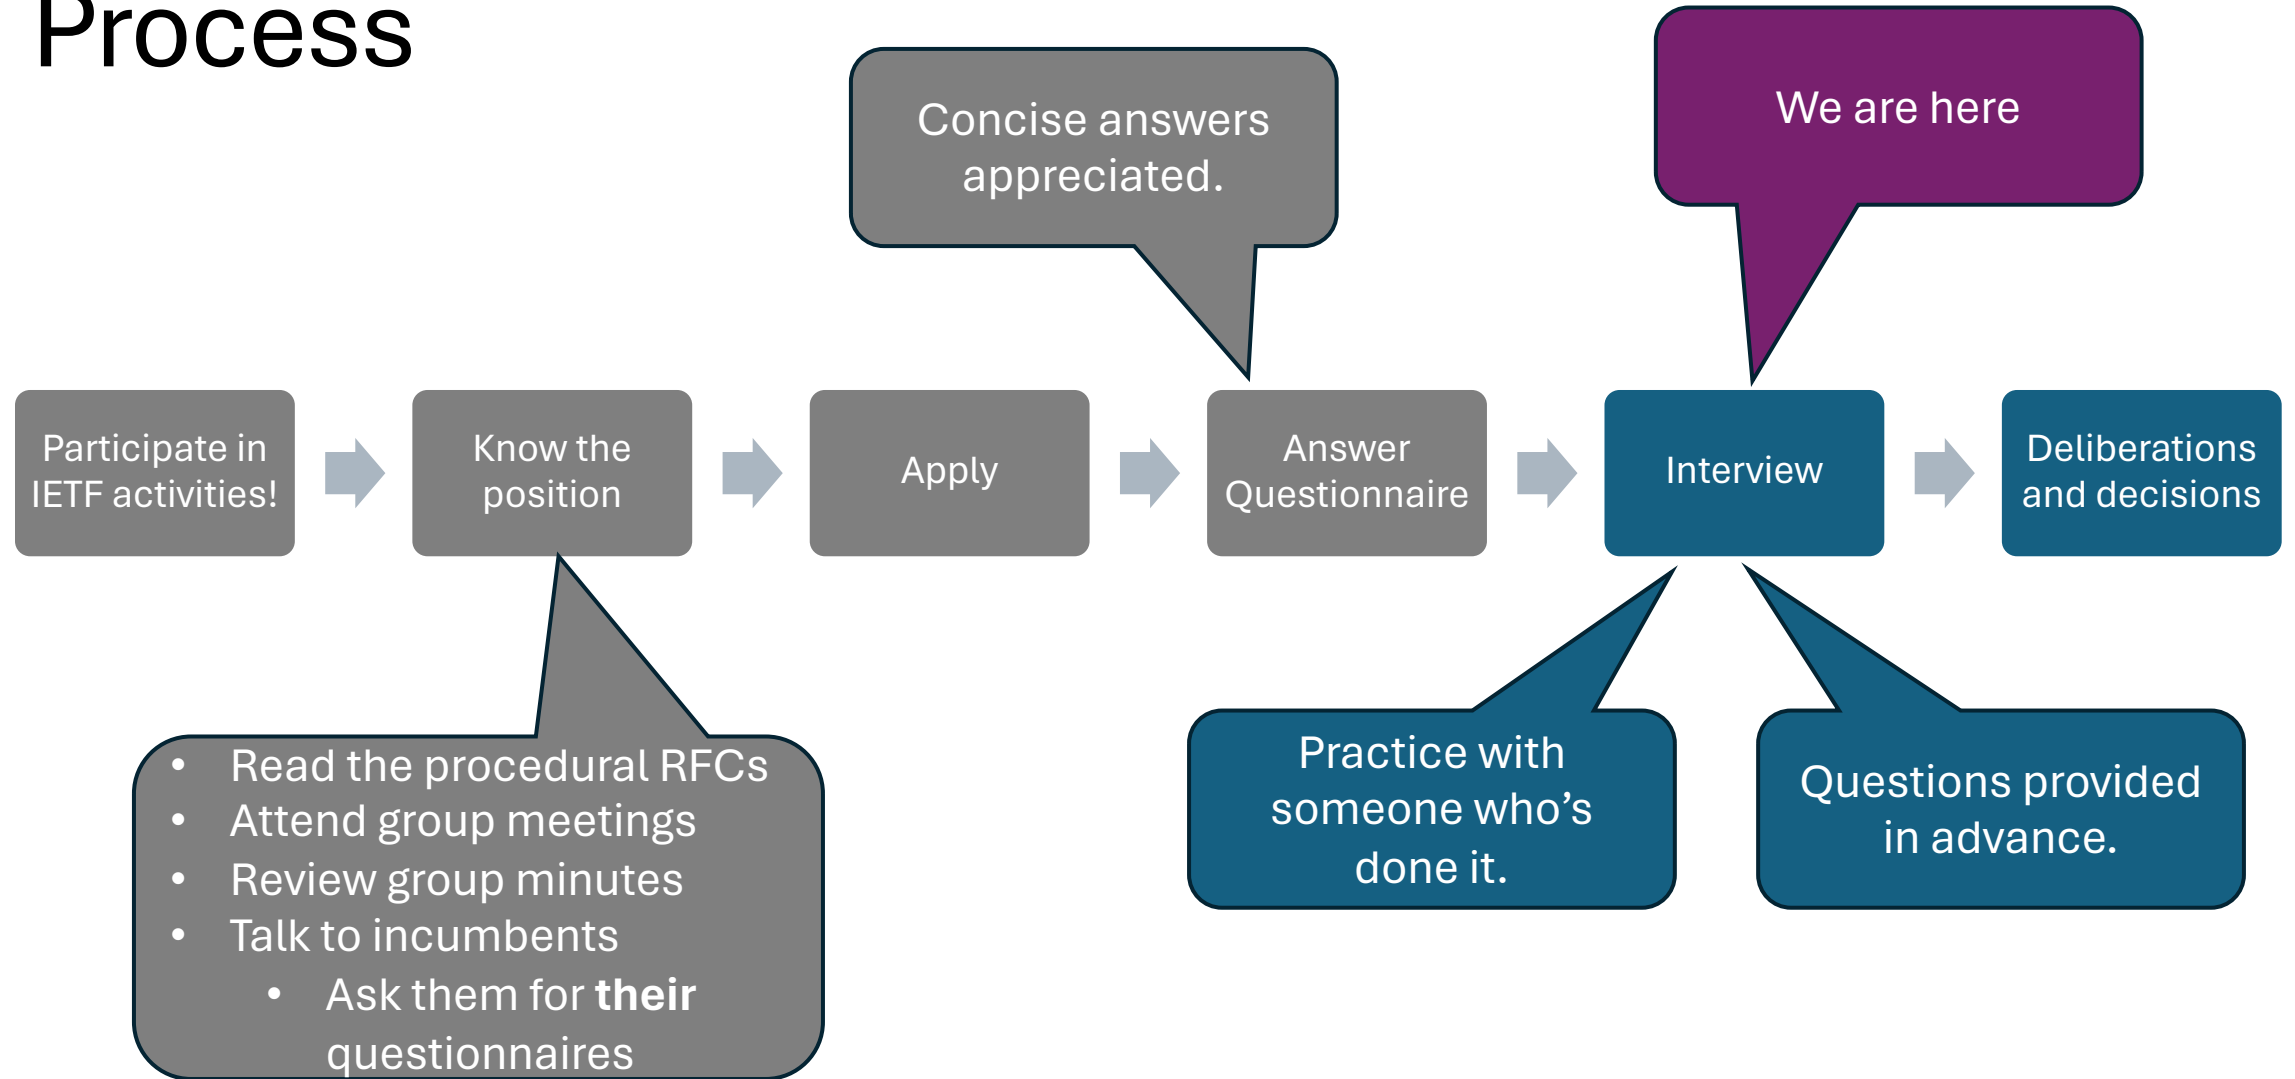 Process
Concise answers
appreciated.
We are here
Participate in
IETF activities!
Know the
position
Apply
Answer
Questionnaire
Interview
Deliberations
and decisions
• Read the procedural RFCs
• Attend group meetings
• Review group minutes
• Talk to incumbents
• Ask them for their
questionnaires
Practice with
someone who’s
done it.
Questions provided
in advance.